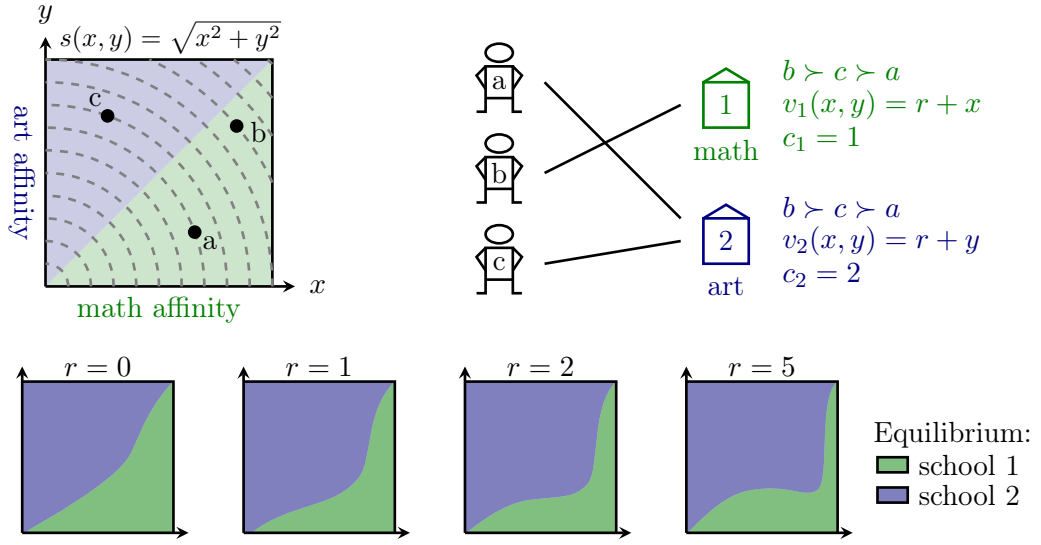 y
s(x, y) = √x² + y²
c
b
a
art affinity
x
math affinity
a
b
c
1
math
b ≻ c ≻ a
v₁(x, y) = r + x
c₁ = 1
2
art
b ≻ c ≻ a
v₂(x, y) = r + y
c₂ = 2
r = 0
r = 1
r = 2
r = 5
Equilibrium:
school 1
school 2